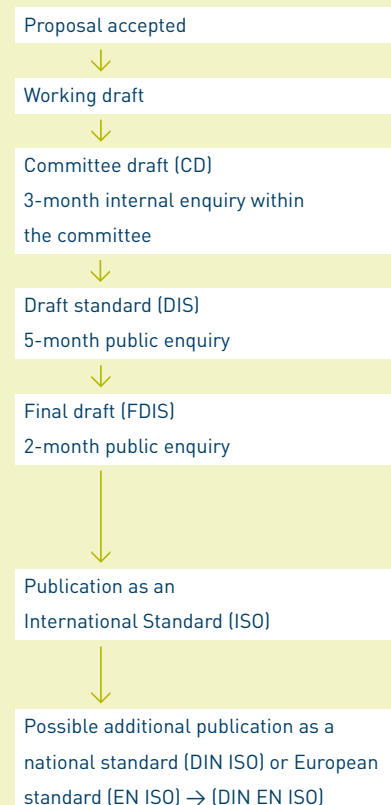 Proposal accepted
Working draft
Committee draft (CD)
3-month internal enquiry within
the committee
Draft standard (DIS)
5-month public enquiry
Final draft (FDIS)
2-month public enquiry
Publication as an
International Standard (ISO)
Possible additional publication as a
national standard (DIN ISO) or European
standard (EN ISO) → (DIN EN ISO)